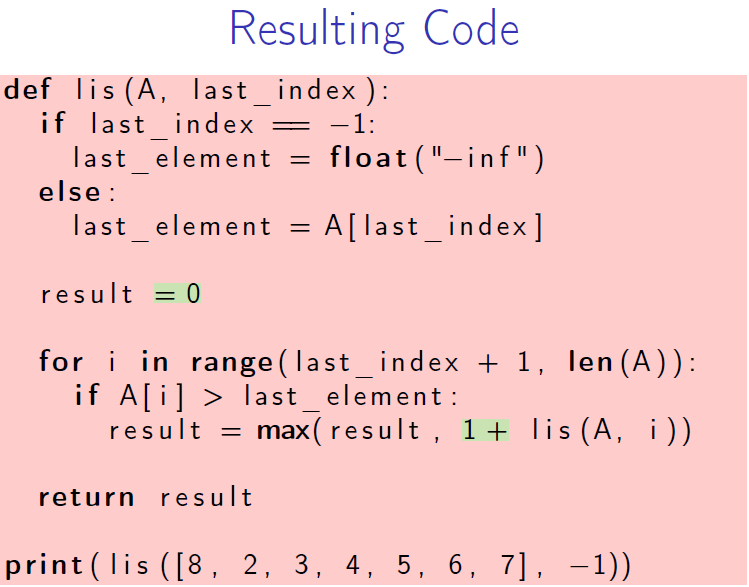 Resulting Code
def lis(A, last_index):
if last_index == −1:
last_element = float("−inf")
else:
last_element = A[last_index]
result = 0
for i in range(last_index + 1, len(A)):
if A[i] > last_element:
result = max(result, 1 + lis(A, i))
return result
print(lis([8, 2, 3, 4, 5, 6, 7], −1))